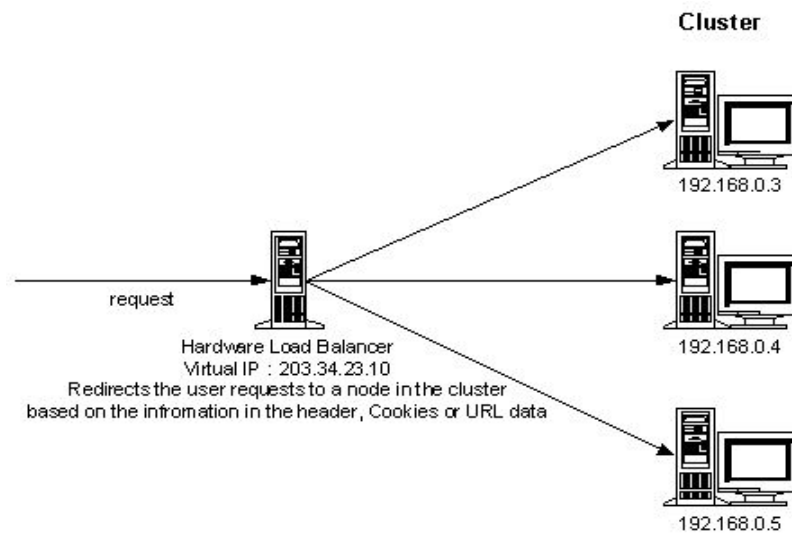 Cluster
192.168.0.3
request
Hardware Load Balancer
Virtual IP : 203.34.23.10
Redirects the user requests to a node in the cluster
based on the infromation in the header, Cookies or URL data
192.168.0.4
192.168.0.5